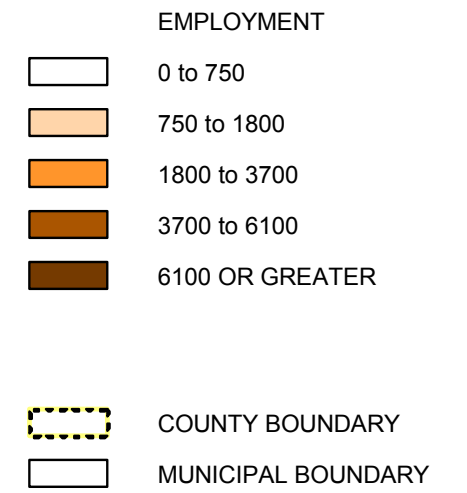 EMPLOYMENT
0 to 750
750 to 1800
1800 to 3700
3700 to 6100
6100 OR GREATER
COUNTY BOUNDARY
MUNICIPAL BOUNDARY